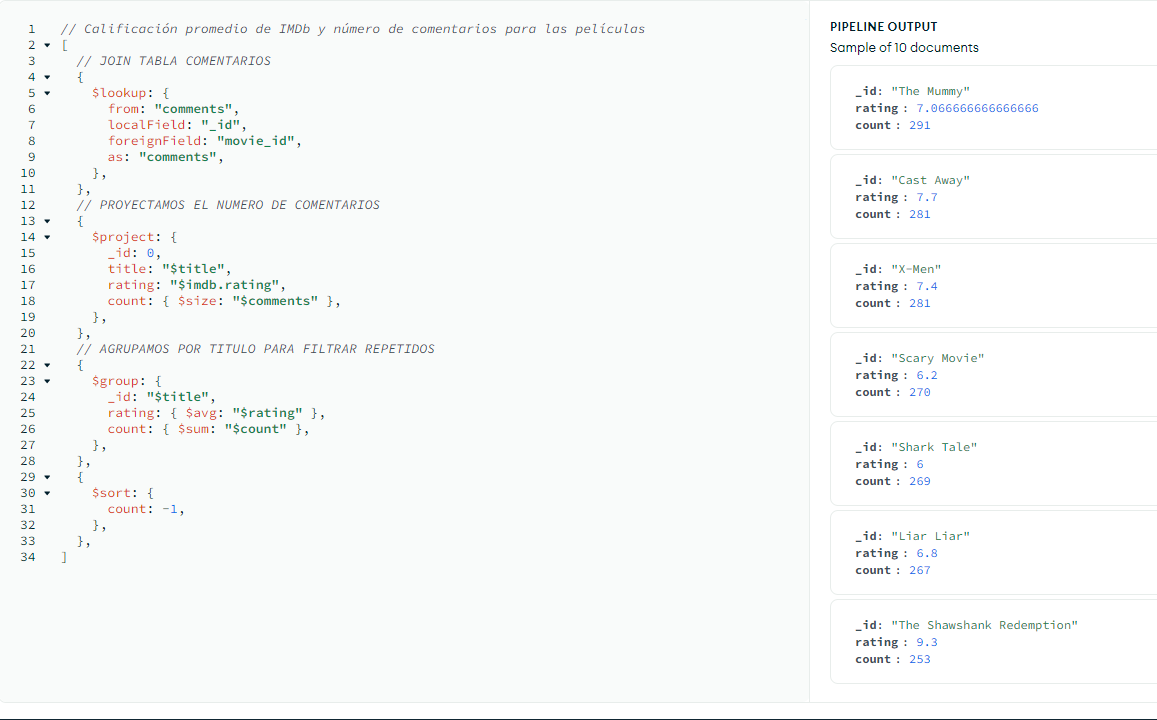 1 // Calificación promedio de IMDb y número de comentarios para las películas
2 [
3 // JOIN TABLA COMENTARIOS
4 {
5 $lookup: {
6 from: "comments",
7 localField: "_id",
8 foreignField: "movie_id",
9 as: "comments",
10 },
11 },
12 // PROYECTAMOS EL NUMERO DE COMENTARIOS
13 {
14 $project: {
15 _id: 0,
16 title: "$title",
17 rating: "$imdb.rating",
18 count: { $size: "$comments" },
19 },
20 },
21 // AGRUPAMOS POR TITULO PARA FILTRAR REPETIDOS
22 {
23 $group: {
24 _id: "$title",
25 rating: { $avg: "$rating" },
26 count: { $sum: "$count" },
27 },
28 },
29 {
30 $sort: {
31 count: -1,
32 },
33 },
34 ]
PIPELINE OUTPUT
Sample of 10 documents
_id: "The Mummy"
rating : 7.066666666666666
count : 291
_id: "Cast Away"
rating : 7.7
count : 281
_id: "X-Men"
rating : 7.4
count : 281
_id: "Scary Movie"
rating : 6.2
count : 270
_id: "Shark Tale"
rating : 6
count : 269
_id: "Liar Liar"
rating : 6.8
count : 267
_id: "The Shawshank Redemption"
rating : 9.3
count : 253